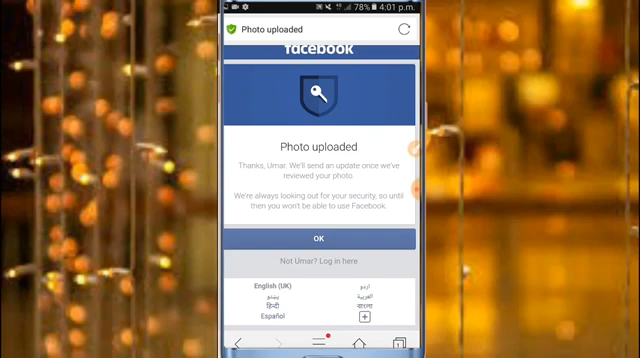 78% 4:01 p.m.
Photo uploaded
facebook
Photo uploaded
Thanks, Umar. We'll send an update once we've
reviewed your photo.
We're always looking out for your security, so until
then you won't be able to use Facebook.
OK
Not Umar? Log in here
English (UK)
اردو
پښتو
العربية
हिन्दी
বাংলা
Español
1